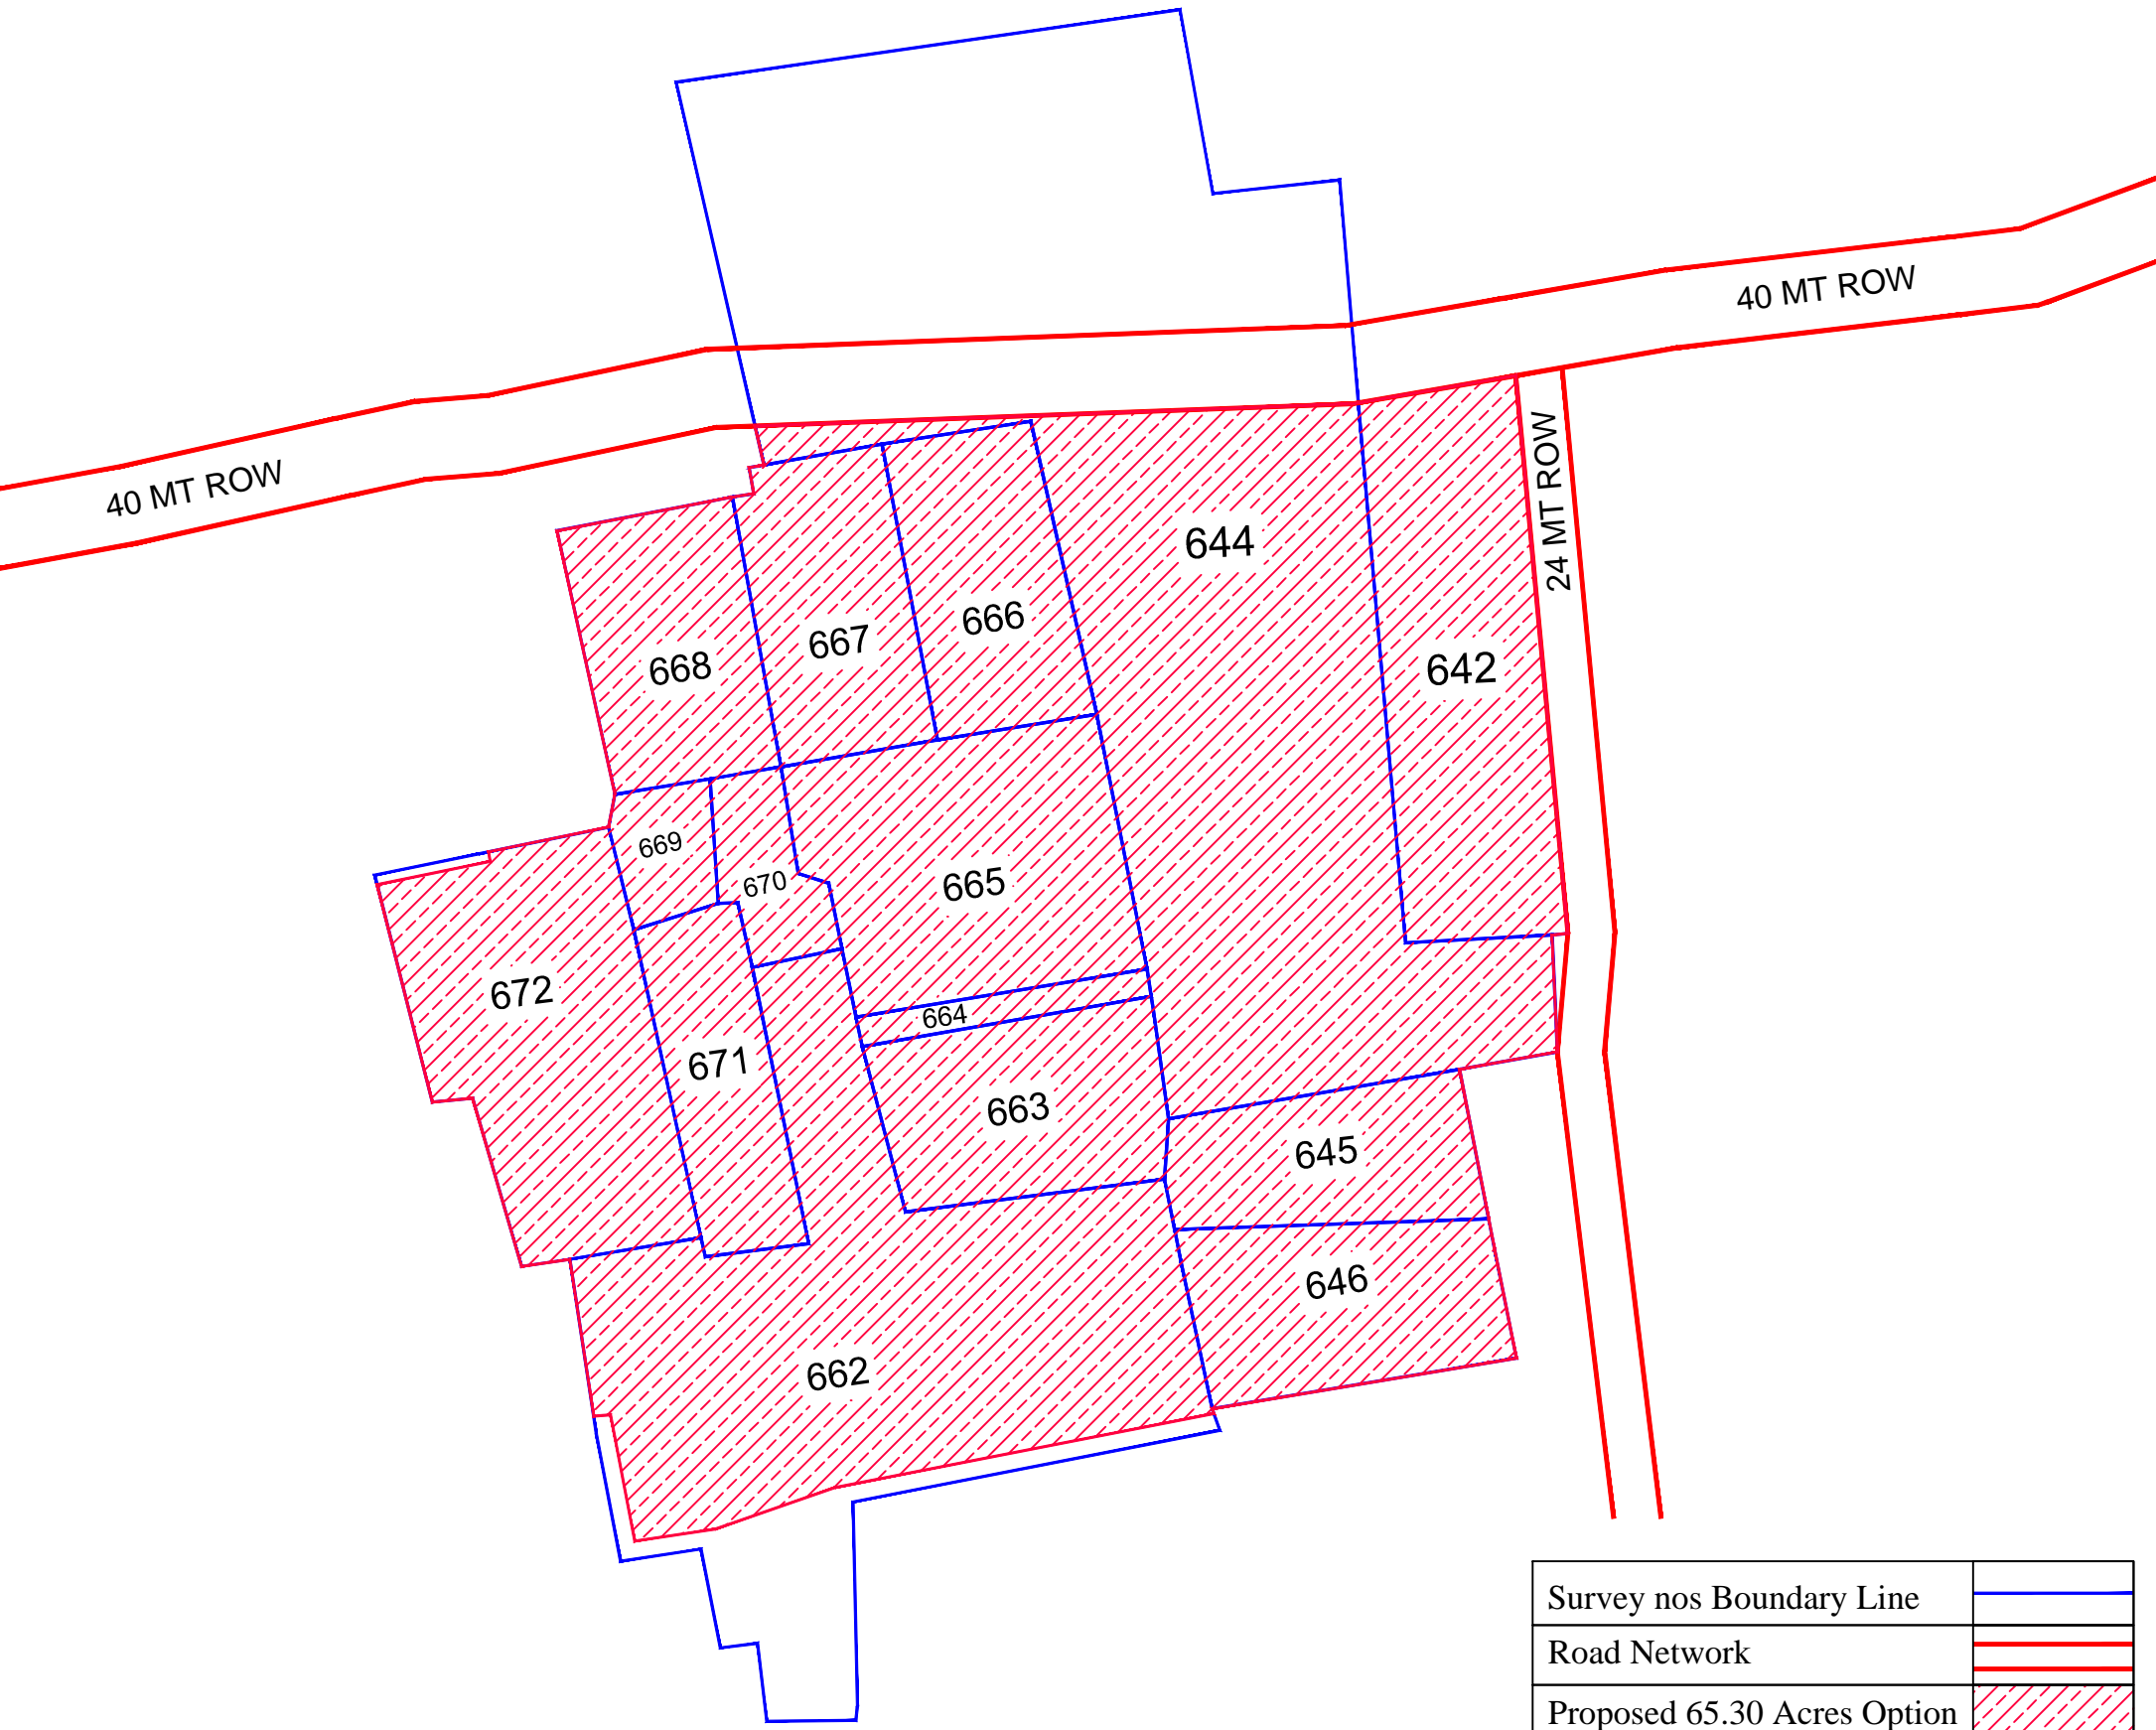 40 MT ROW
40 MT ROW
24 MT ROW
644
666
667
668
642
669
670
665
672
664
671
663
645
646
662
Survey nos Boundary Line
Road Network
Proposed 65.30 Acres Option